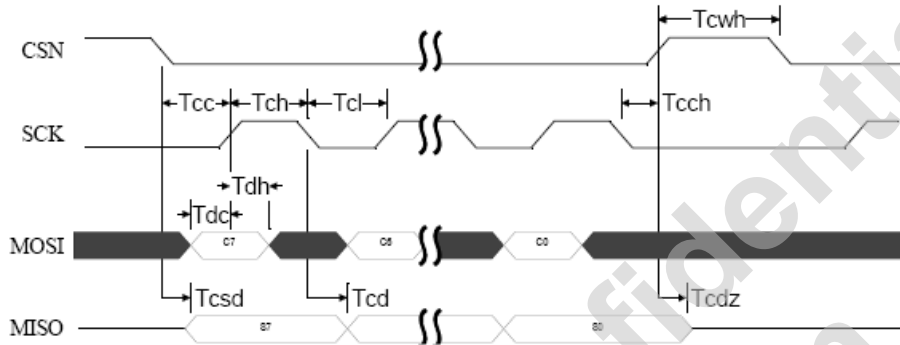 Tcwh
CSN
Tcc Tch Tcl Tcch
SCK
Tdh
Tdc
MOSI C7 C6 C0
Tcsd Tcd Tcdz
MISO S7 S0
fidenti